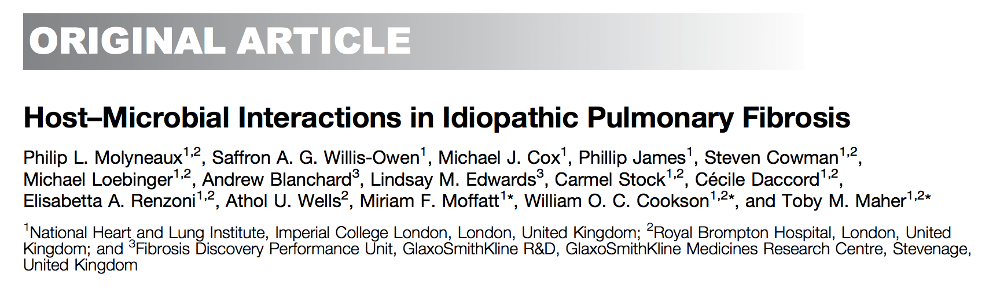 ORIGINAL ARTICLE
Host–Microbial Interactions in Idiopathic Pulmonary Fibrosis
Philip L. Molyneaux1,2, Saffron A. G. Willis-Owen1, Michael J. Cox1, Phillip James1, Steven Cowman1,2,
Michael Loebinger1,2, Andrew Blanchard3, Lindsay M. Edwards3, Carmel Stock1,2, Cécile Daccord1,2,
Elisabetta A. Renzoni1,2, Athol U. Wells2, Miriam F. Moffatt1*, William O. C. Cookson1,2*, and Toby M. Maher1,2*
1National Heart and Lung Institute, Imperial College London, London, United Kingdom; 2Royal Brompton Hospital, London, United
Kingdom; and 3Fibrosis Discovery Performance Unit, GlaxoSmithKline R&D, GlaxoSmithKline Medicines Research Centre, Stevenage,
United Kingdom